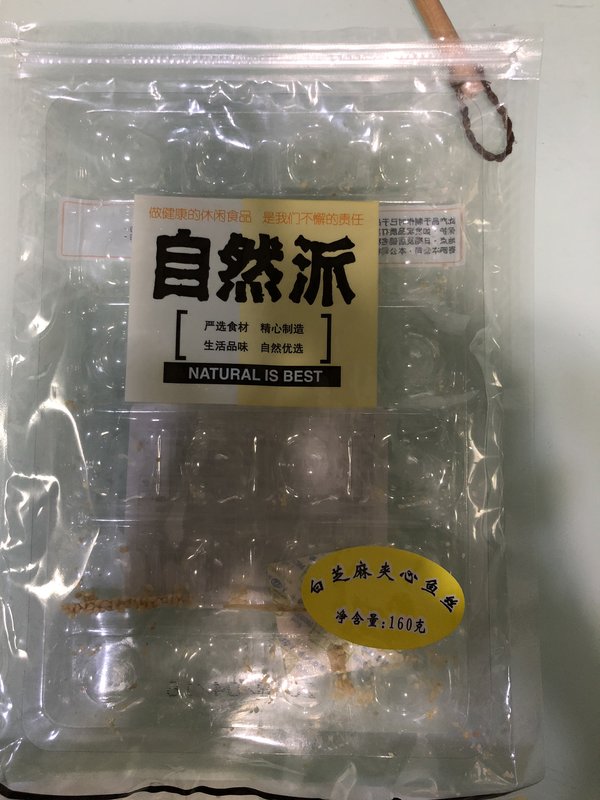 做健康的休闲食品 是我们不懈的责任
自然派
严选食材 精心制造
生活品味 自然优选
NATURAL IS BEST
白芝麻夹心鱼丝
净含量:160克